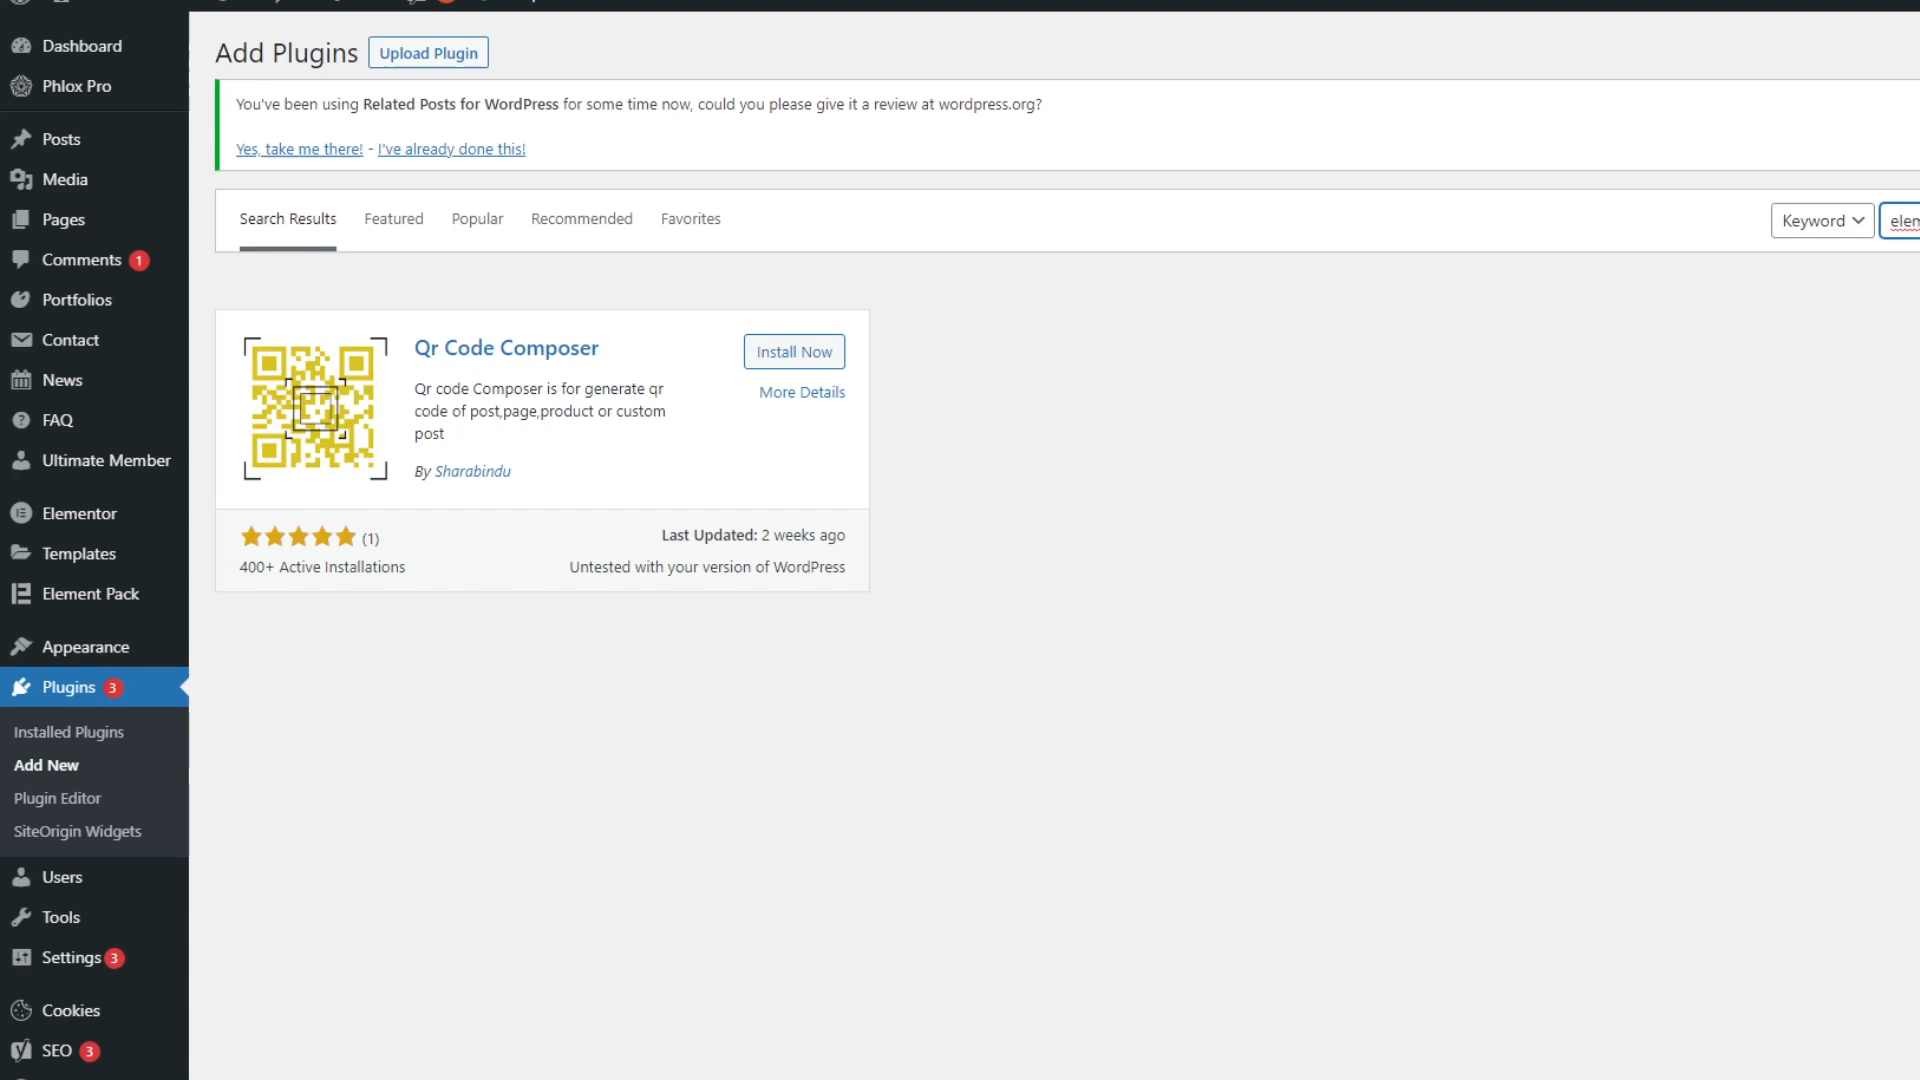 Dashboard
Phlox Pro
Posts
Media
Pages
Comments 1
Portfolios
Contact
News
FAQ
Ultimate Member
Elementor
Templates
Element Pack
Appearance
Plugins 3
Installed Plugins
Add New
Plugin Editor
SiteOrigin Widgets
Users
Tools
Settings 3
Cookies
SEO 3
Add Plugins Upload Plugin
You've been using Related Posts for WordPress for some time now, could you please give it a review at wordpress.org?
Yes, take me there! - I've already done this!
Search Results Featured Popular Recommended Favorites Keyword elem
Qr Code Composer
Install Now
More Details
Qr code Composer is for generate qr
code of post,page,product or custom
post
By Sharabindu
(1)
Last Updated: 2 weeks ago
400+ Active Installations
Untested with your version of WordPress